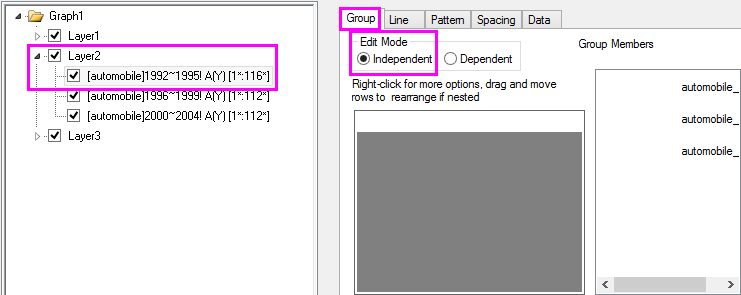 Graph1
Layer1
Layer2
[automobile]1992~1995! A(Y) [1*:116*]
[automobile]1996~1999! A(Y) [1*:112*]
[automobile]2000~2004! A(Y) [1*:112*]
Layer3
Group Line Pattern Spacing Data
Edit Mode
Independent Dependent
Right-click for more options, drag and move
rows to rearrange if nested
Group Members
automobile_
automobile_
automobile_